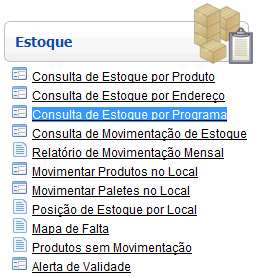 Estoque
Consulta de Estoque por Produto
Consulta de Estoque por Endereço
Consulta de Estoque por Programa
Consulta de Movimentação de Estoque
Relatório de Movimentação Mensal
Movimentar Produtos no Local
Movimentar Paletes no Local
Posição de Estoque por Local
Mapa de Falta
Produtos sem Movimentação
Alerta de Validade